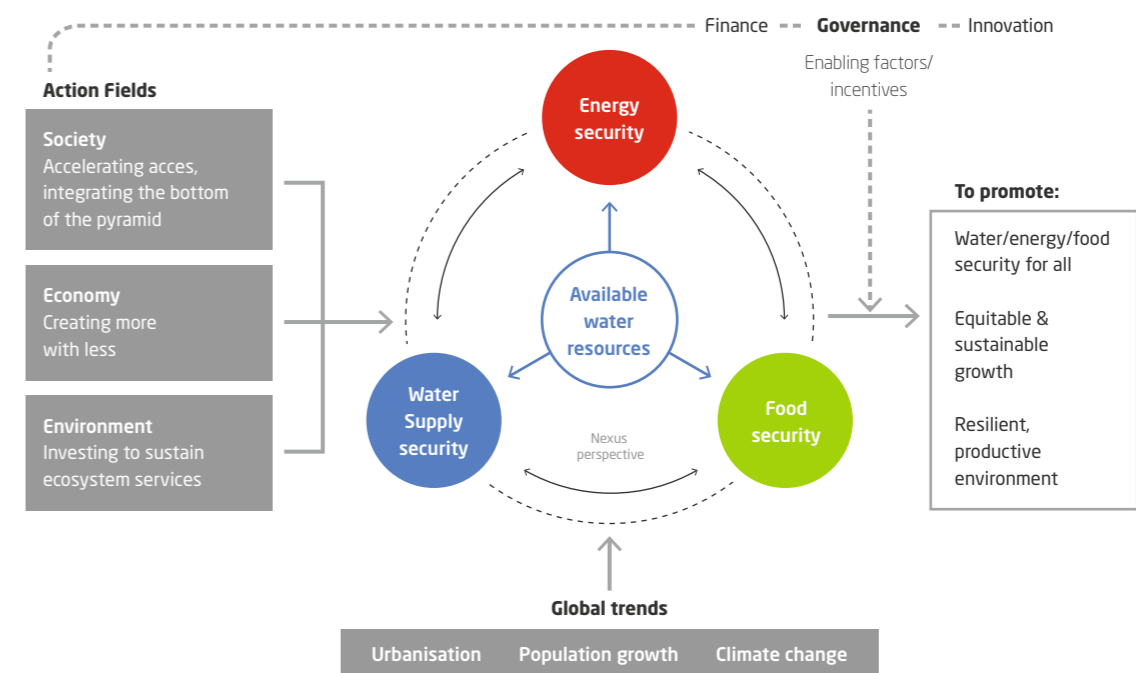 Finance Governance Innovation
Enabling factors/
incentives
Action Fields
Society
Accelerating acces,
integrating the bottom
of the pyramid
Economy
Creating more
with less
Environment
Investing to sustain
ecosystem services
Energy
security
Available
water
resources
Water
Supply
security
Food
security
Nexus
perspective
To promote:
Water/energy/food
security for all
Equitable &
sustainable
growth
Resilient,
productive
environment
Global trends
Urbanisation Population growth Climate change